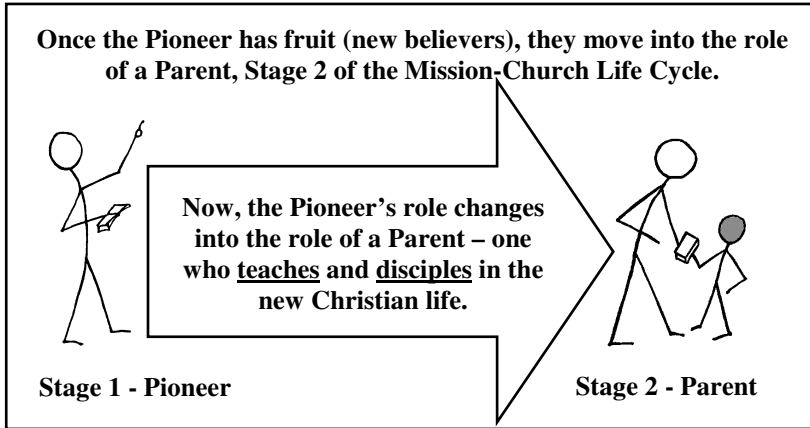 Once the Pioneer has fruit (new believers), they move into the role
of a Parent, Stage 2 of the Mission-Church Life Cycle.
Now, the Pioneer’s role changes
into the role of a Parent – one
who teaches and disciples in the
new Christian life.
Stage 1 - Pioneer
Stage 2 - Parent